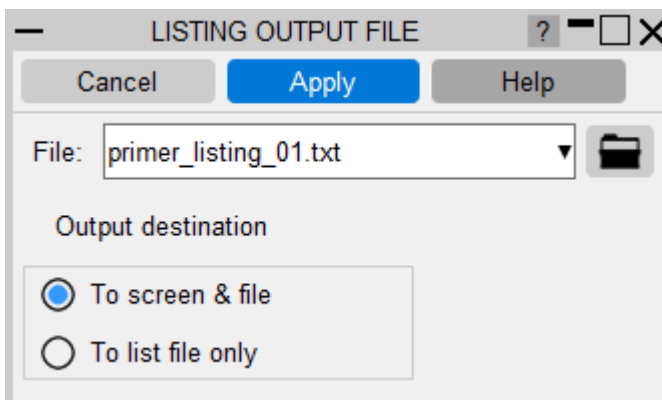 LISTING OUTPUT FILE ?
Cancel Apply Help
File: primer_listing_01.txt
Output destination
To screen & file
To list file only